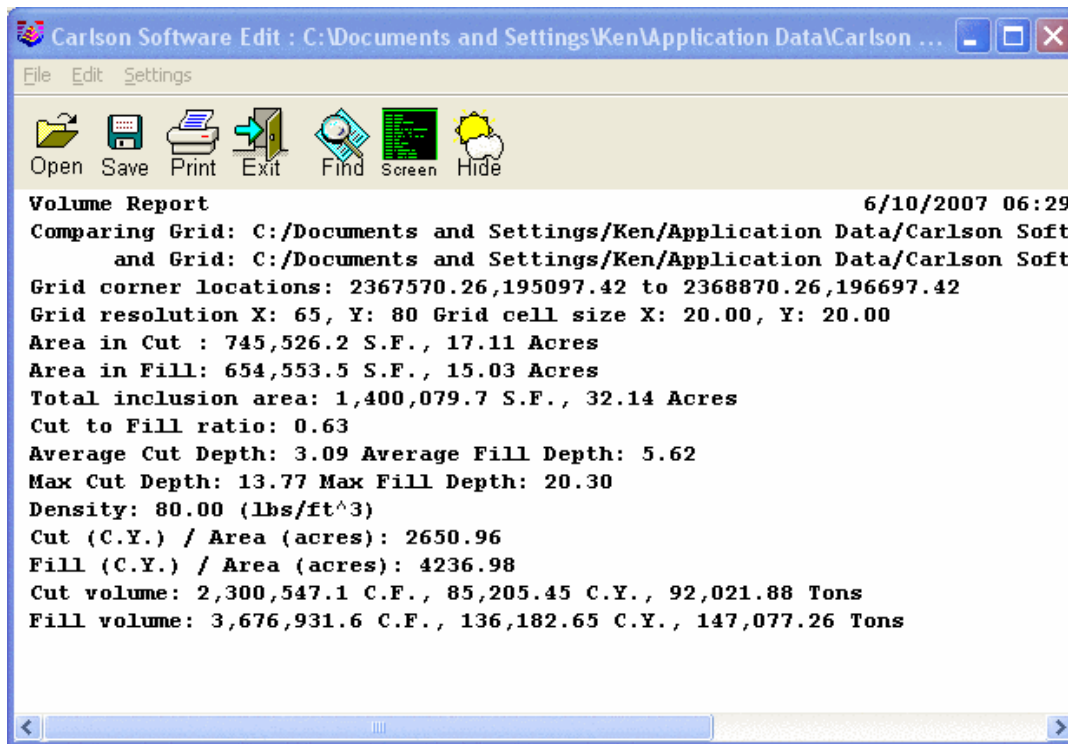 Carlson Software Edit : C:\Documents and Settings\Ken\Application Data\Carlson ...
File Edit Settings
Open Save Print Exit Find Screen Hide
Volume Report 6/10/2007 06:29
Comparing Grid: C:/Documents and Settings/Ken/Application Data/Carlson Soft
and Grid: C:/Documents and Settings/Ken/Application Data/Carlson Soft
Grid corner locations: 2367570.26,195097.42 to 2368870.26,196697.42
Grid resolution X: 65, Y: 80 Grid cell size X: 20.00, Y: 20.00
Area in Cut : 745,526.2 S.F., 17.11 Acres
Area in Fill: 654,553.5 S.F., 15.03 Acres
Total inclusion area: 1,400,079.7 S.F., 32.14 Acres
Cut to Fill ratio: 0.63
Average Cut Depth: 3.09 Average Fill Depth: 5.62
Max Cut Depth: 13.77 Max Fill Depth: 20.30
Density: 80.00 (lbs/ft^3)
Cut (C.Y.) / Area (acres): 2650.96
Fill (C.Y.) / Area (acres): 4236.98
Cut volume: 2,300,547.1 C.F., 85,205.45 C.Y., 92,021.88 Tons
Fill volume: 3,676,931.6 C.F., 136,182.65 C.Y., 147,077.26 Tons